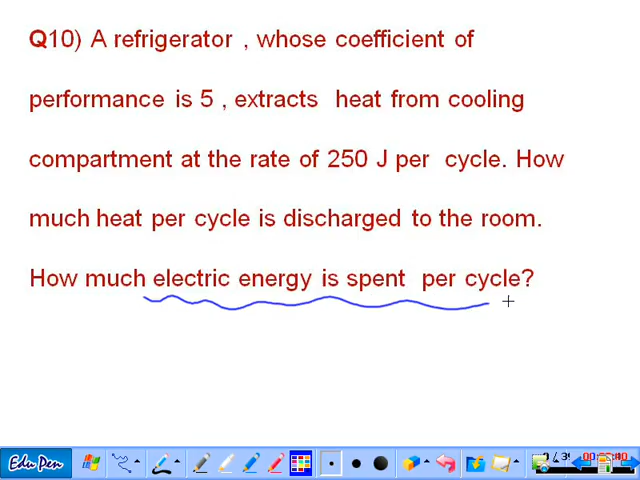 Q10) A refrigerator , whose coefficient of
performance is 5 , extracts heat from cooling
compartment at the rate of 250 J per cycle. How
much heat per cycle is discharged to the room.
How much electric energy is spent per cycle?
Edu Pen